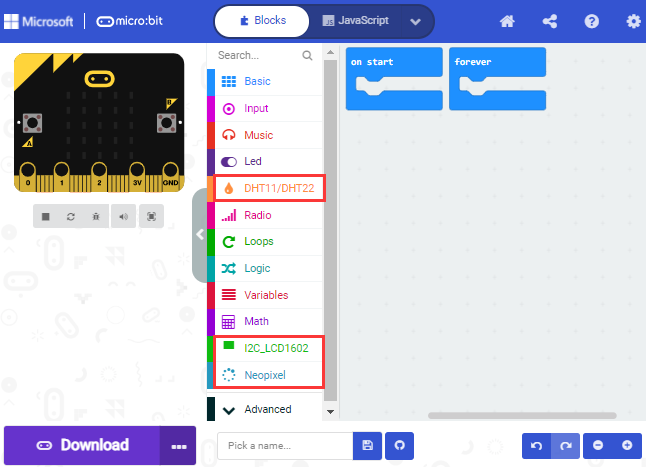 Microsoft
micro:bit
Blocks
JavaScript
Search...
Basic
Input
Music
Led
DHT11/DHT22
Radio
Loops
Logic
Variables
Math
I2C_LCD1602
Neopixel
Advanced
on start
forever
B
A
0 1 2 3V GND
Download
Pick a name...